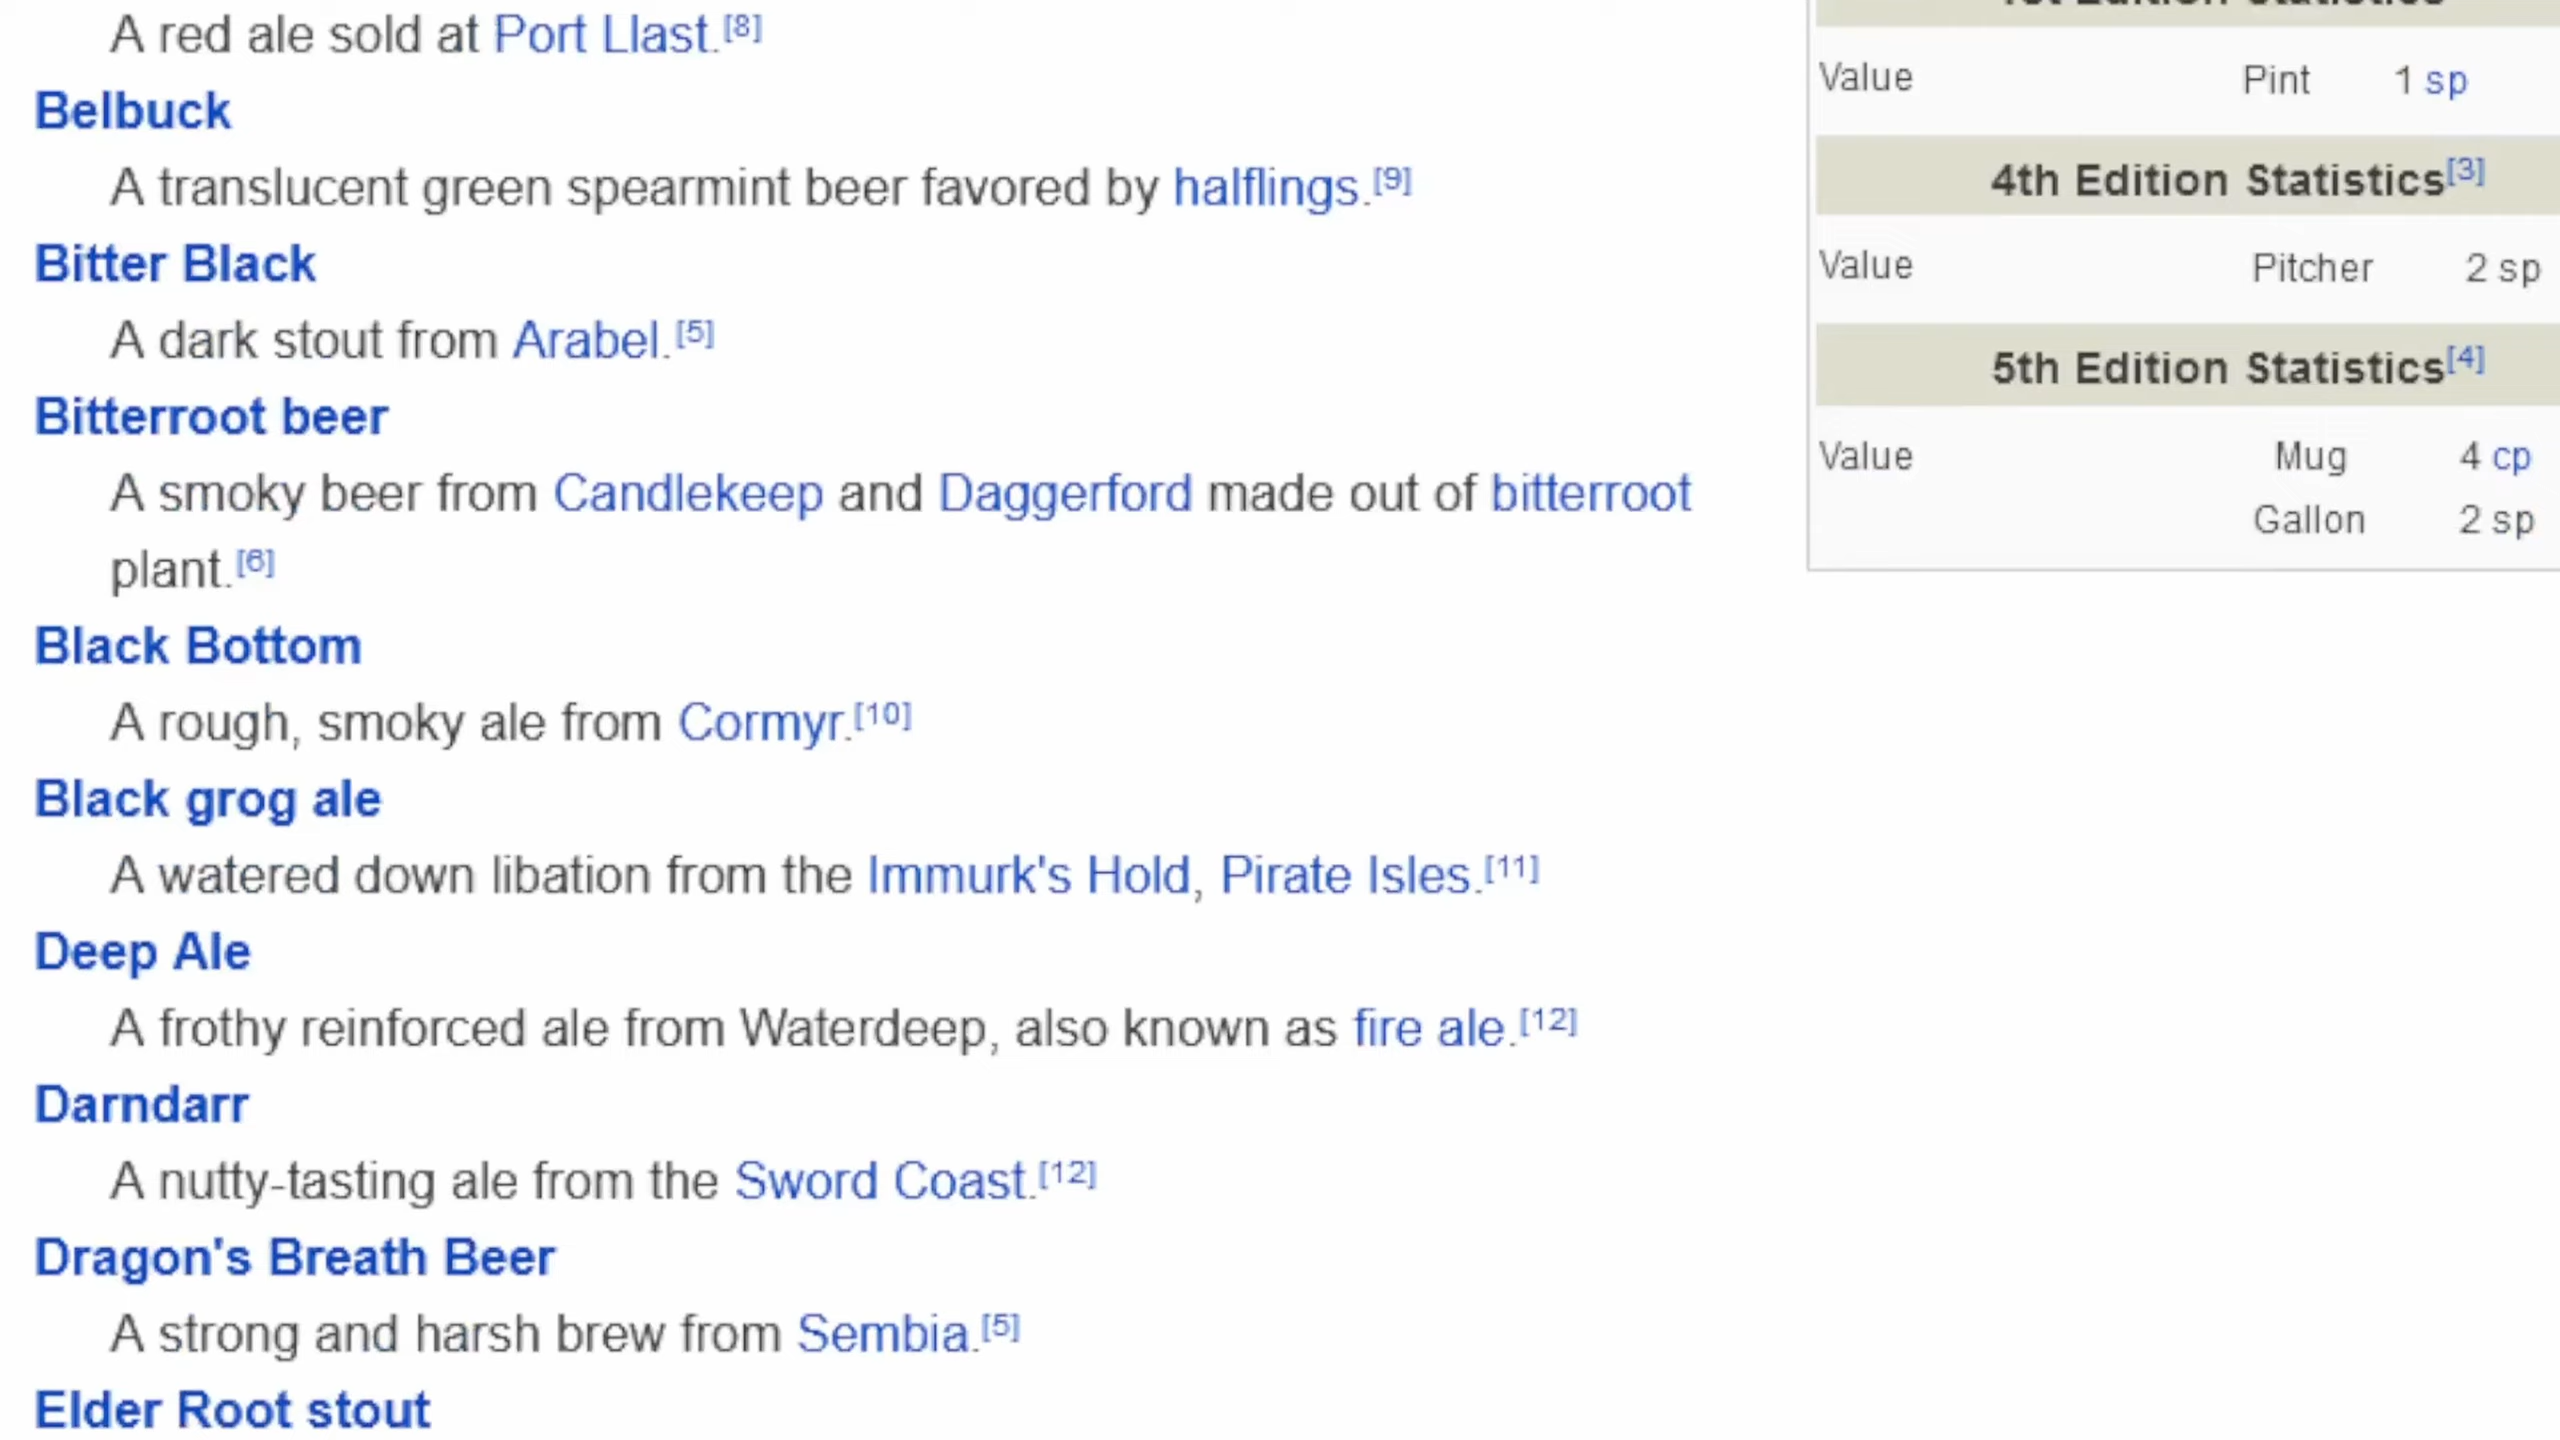 A red ale sold at Port Llast.[8]
Belbuck
A translucent green spearmint beer favored by halflings.[9]
Bitter Black
A dark stout from Arabel.[5]
Bitterroot beer
A smoky beer from Candlekeep and Daggerford made out of bitterroot
plant.[6]
Black Bottom
A rough, smoky ale from Cormyr.[10]
Black grog ale
A watered down libation from the Immurk's Hold, Pirate Isles.[11]
Deep Ale
A frothy reinforced ale from Waterdeep, also known as fire ale.[12]
Darndarr
A nutty-tasting ale from the Sword Coast.[12]
Dragon's Breath Beer
A strong and harsh brew from Sembia.[5]
Elder Root stout
Edition Statistics
Value Pint 1 sp
4th Edition Statistics[3]
Value Pitcher 2 sp
5th Edition Statistics[4]
Value Mug 4 cp
Gallon 2 sp